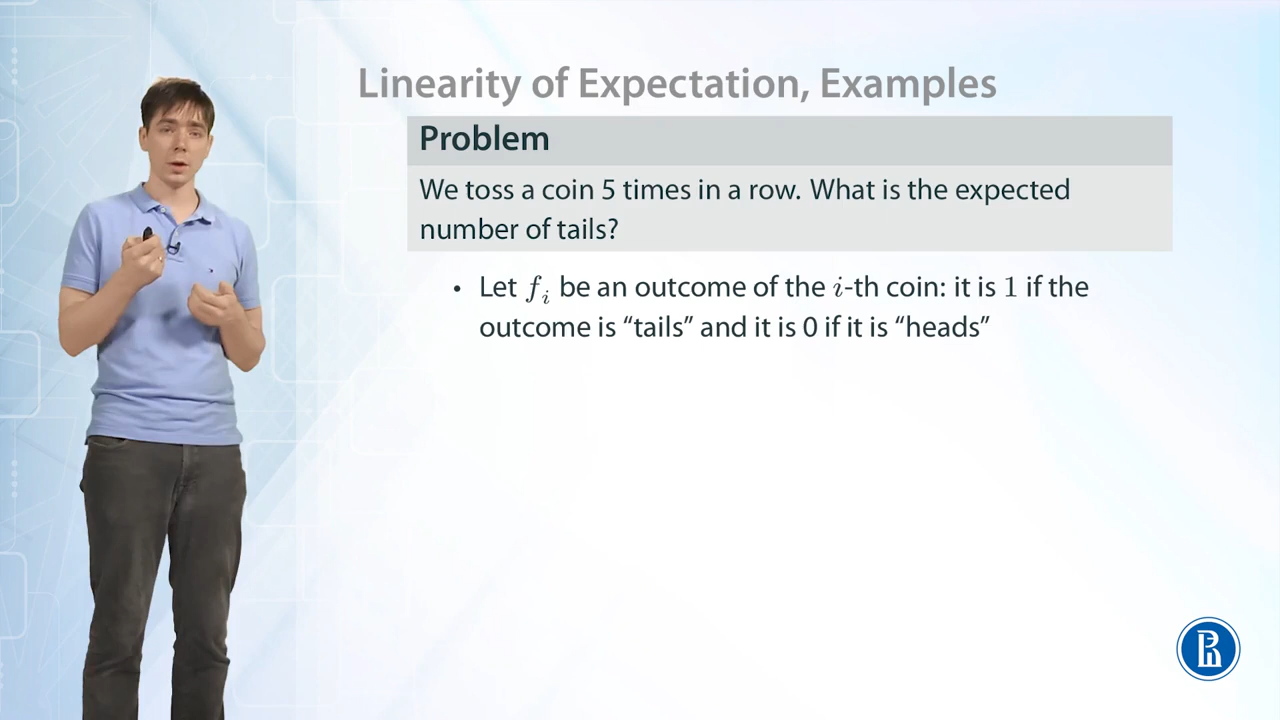 Linearity of Expectation, Examples
Problem
We toss a coin 5 times in a row. What is the expected
number of tails?
• Let fᵢ be an outcome of the i-th coin: it is 1 if the
outcome is “tails” and it is 0 if it is “heads”